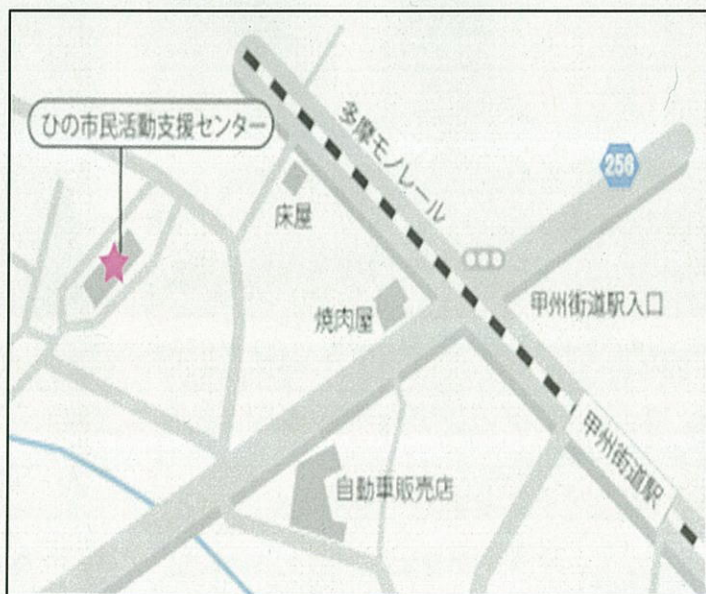 ひの市民活動支援センター
多摩モノレール
256
床屋
焼肉屋
甲州街道駅入口
甲州街道駅
自動車販売店